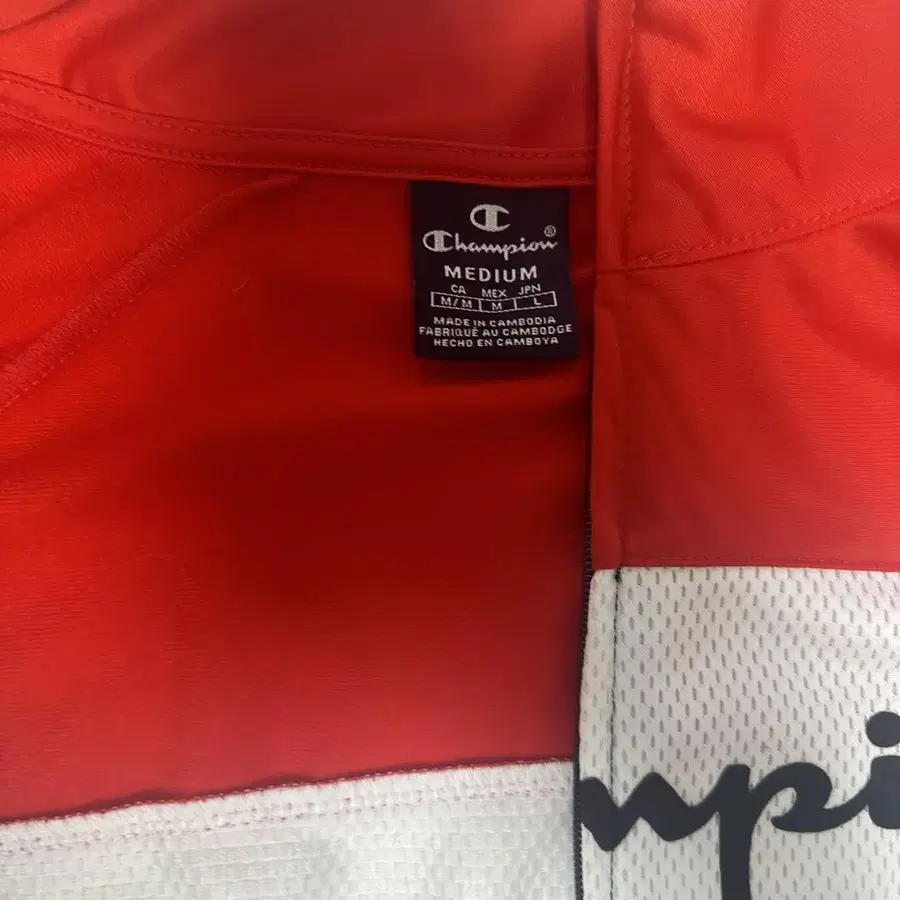 Champion®
MEDIUM
CA MEX JPN
M/M M L
MADE IN CAMBODIA
FABRIQUÉ AU CAMBODGE
HECHO EN CAMBOYA
mpi